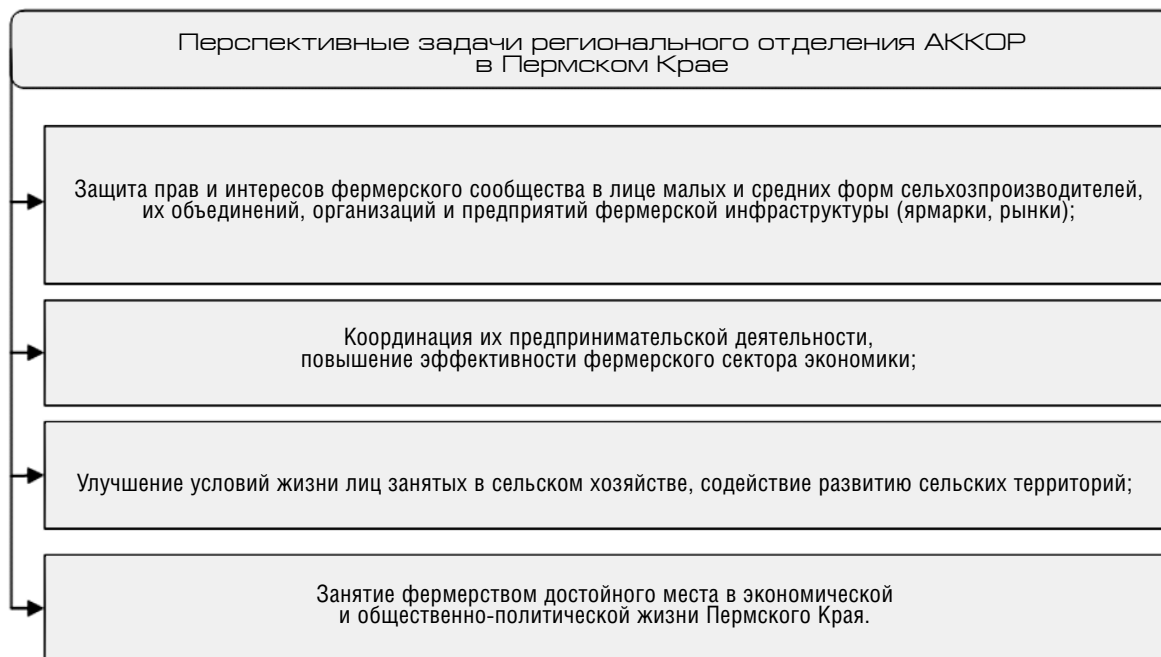 Перспективные задачи регионального отделения АККОР
в Пермском Крае
Защита прав и интересов фермерского сообщества в лице малых и средних форм сельхозпроизводителей,
их объединений, организаций и предприятий фермерской инфраструктуры (ярмарки, рынки);
Координация их предпринимательской деятельности,
повышение эффективности фермерского сектора экономики;
Улучшение условий жизни лиц занятых в сельском хозяйстве, содействие развитию сельских территорий;
Занятие фермерством достойного места в экономической
и общественно-политической жизни Пермского Края.